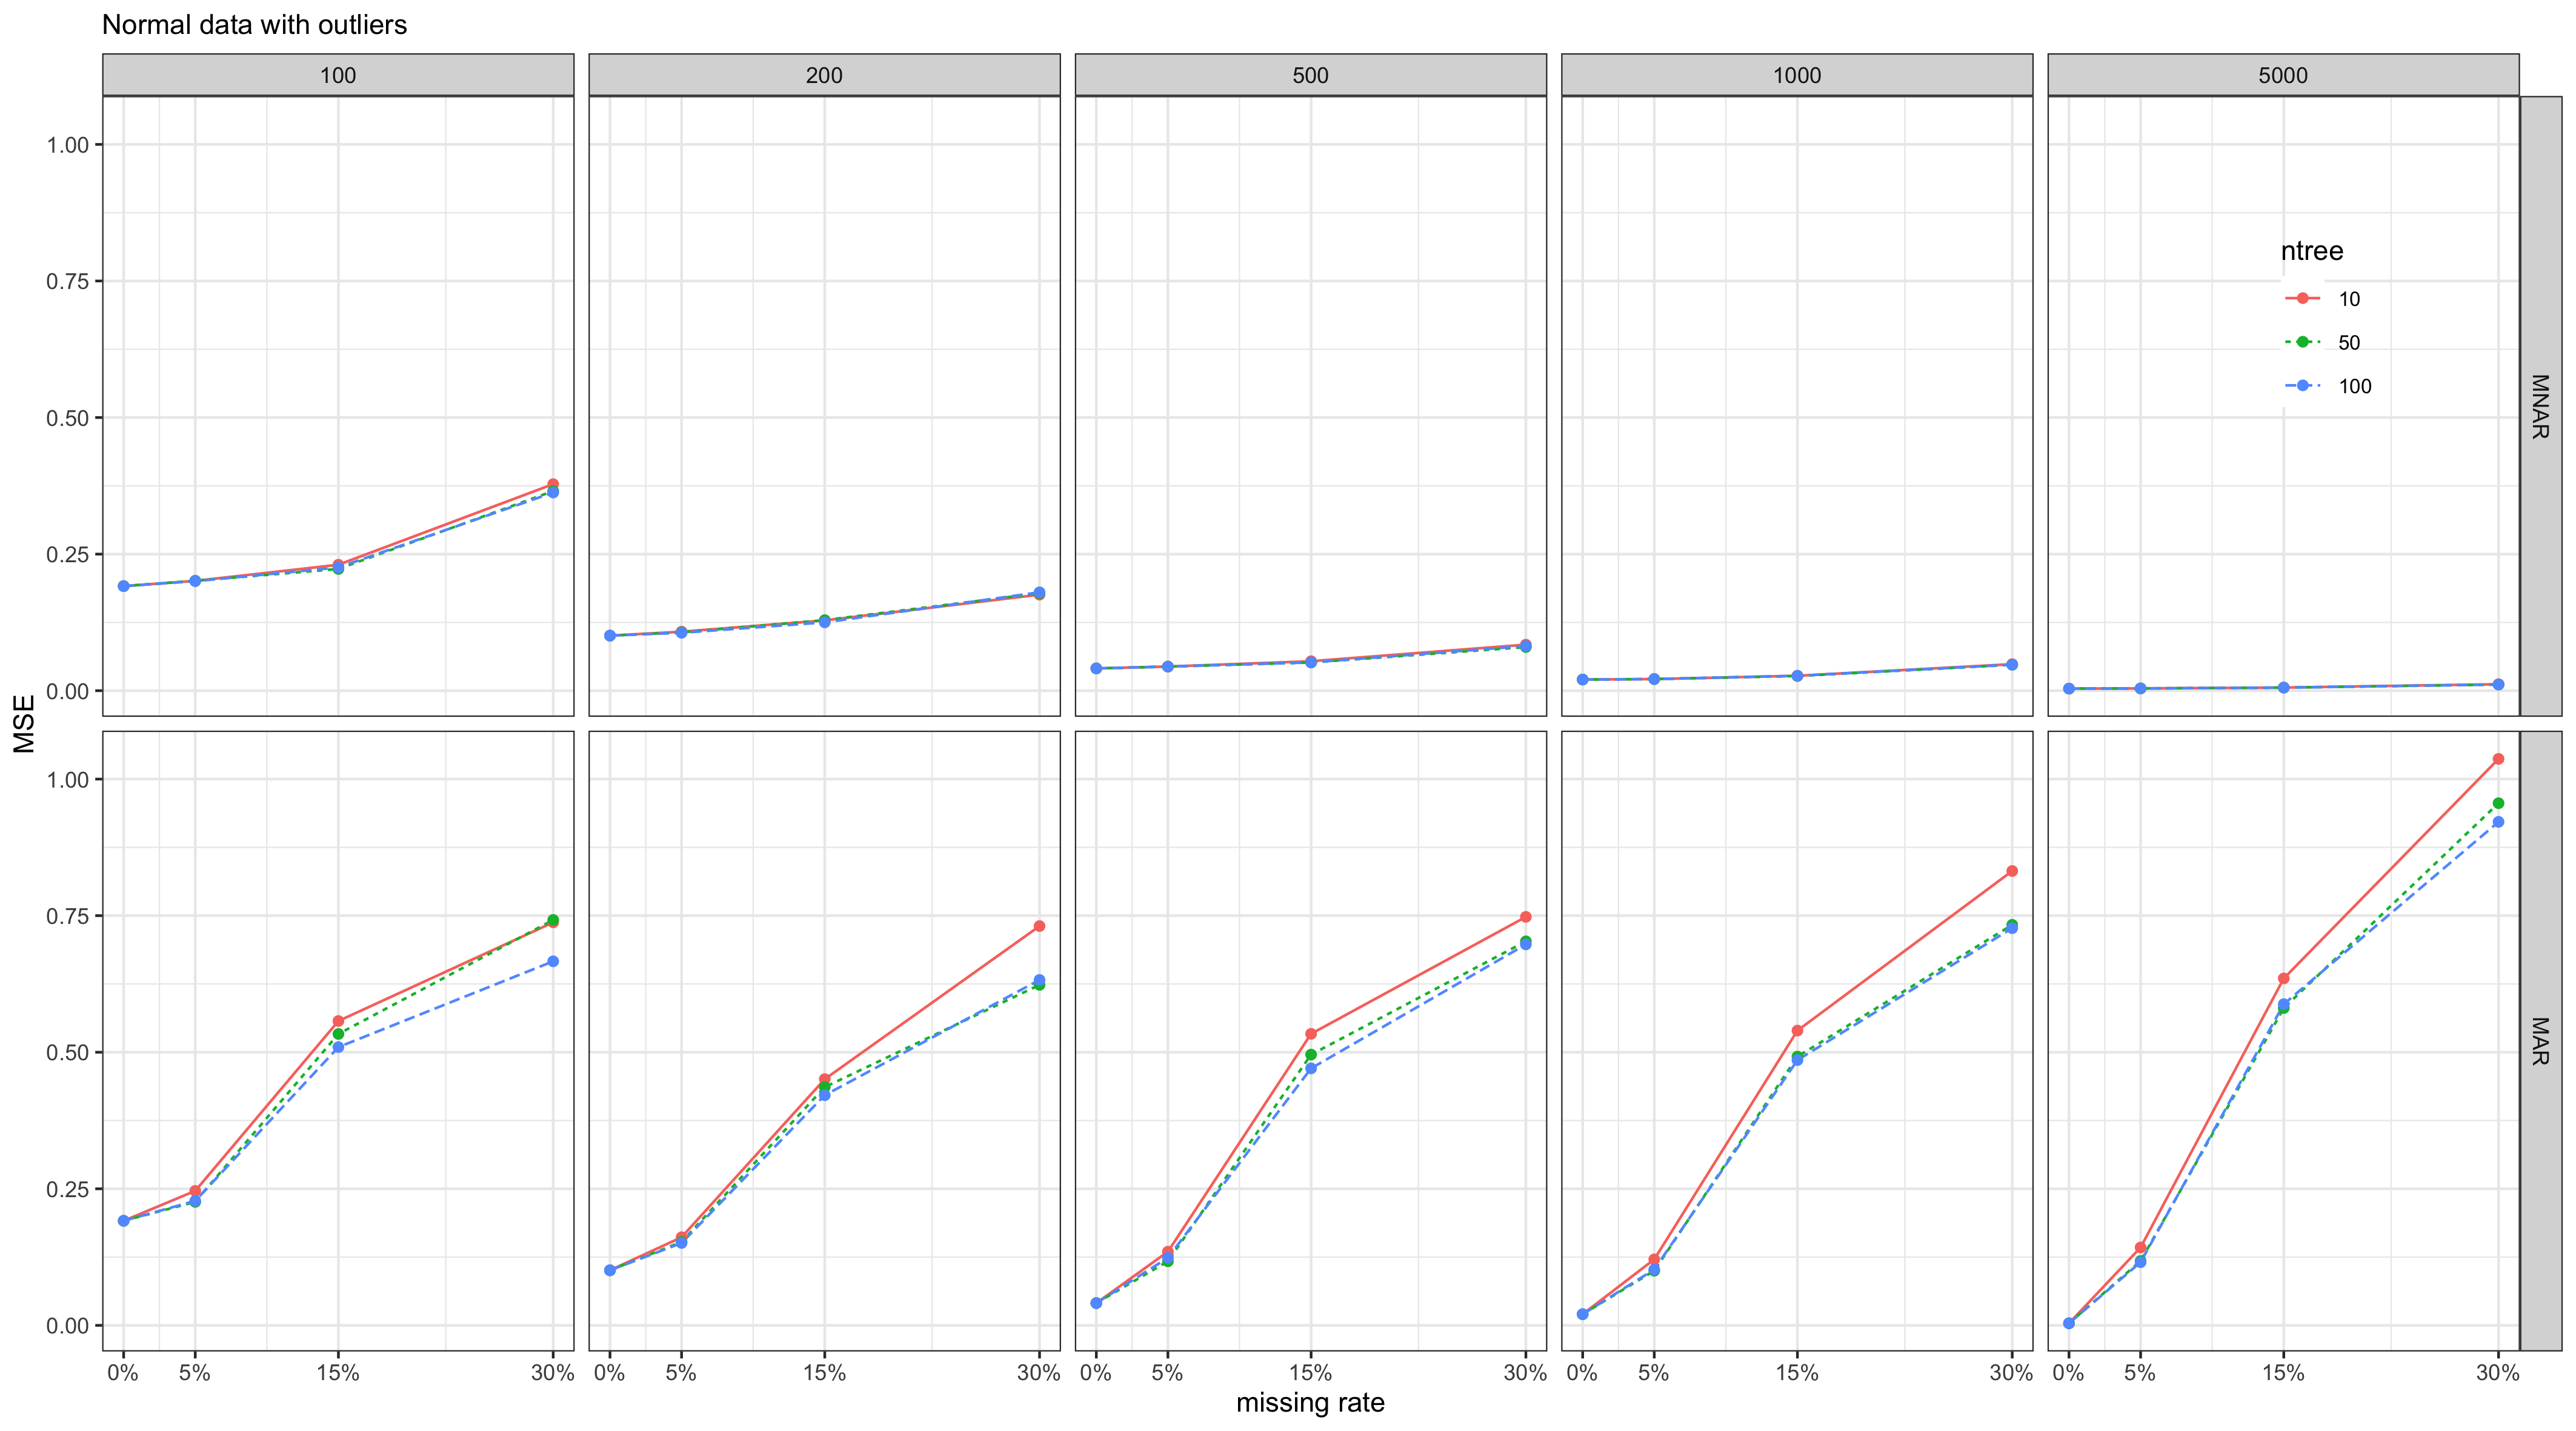 Normal data with outliers
100 200 500 1000 5000
1.00
0.75
0.50
0.25
0.00
ntree
10
50
100
MNAR
MSE
1.00
0.75
0.50
0.25
0.00
MAR
0% 5% 15% 30% 0% 5% 15% 30% 0% 5% 15% 30% 0% 5% 15% 30% 0% 5% 15% 30%
missing rate